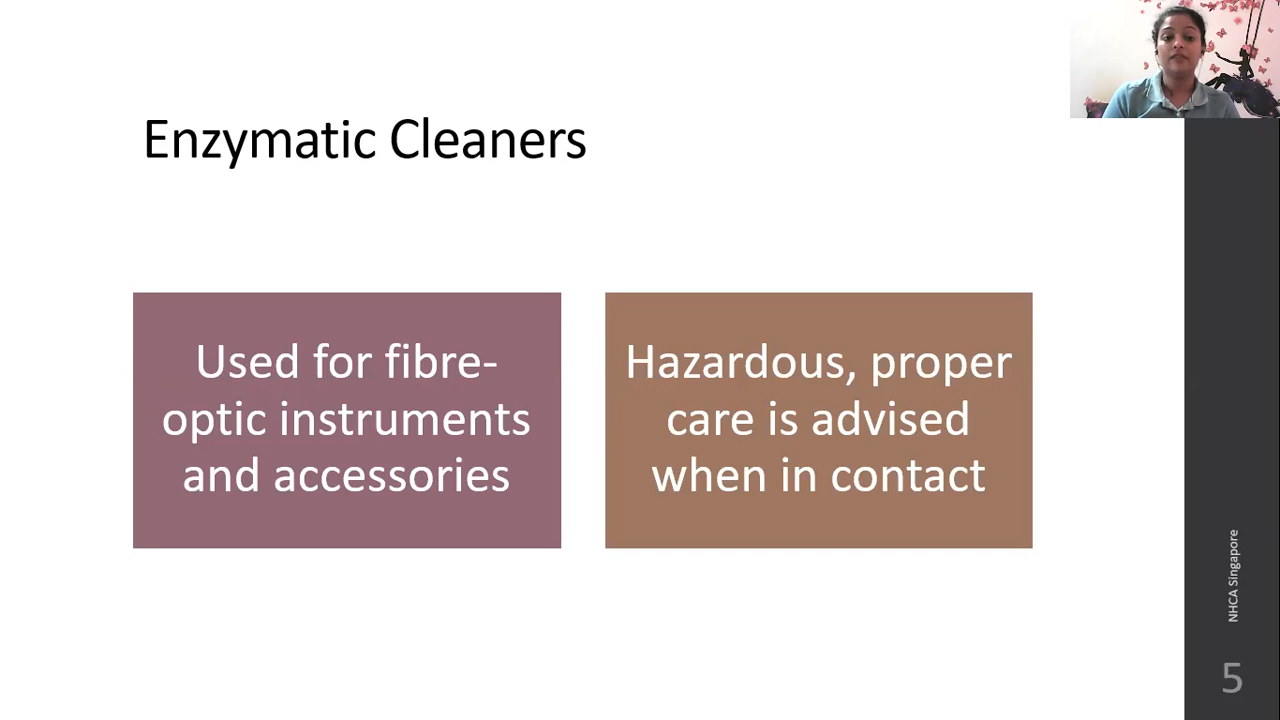 Enzymatic Cleaners
Used for fibre-
optic instruments
and accessories
Hazardous, proper
care is advised
when in contact
NHCA Singapore
5